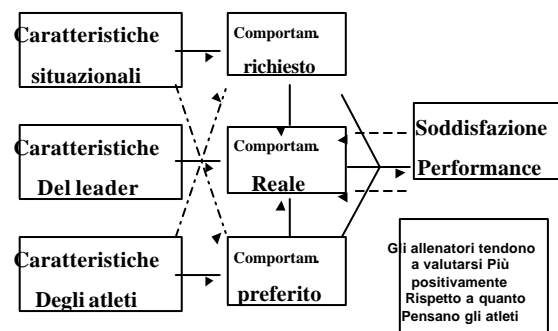 Caratteristiche
situazionali
Comportam.
richiesto
Caratteristiche
Del leader
Comportam.
Reale
Soddisfazione
Performance
Caratteristiche
Degli atleti
Comportam.
preferito
Gli allenatori tendono
a valutarsi Più
positivamente
Rispetto a quanto
Pensano gli atleti